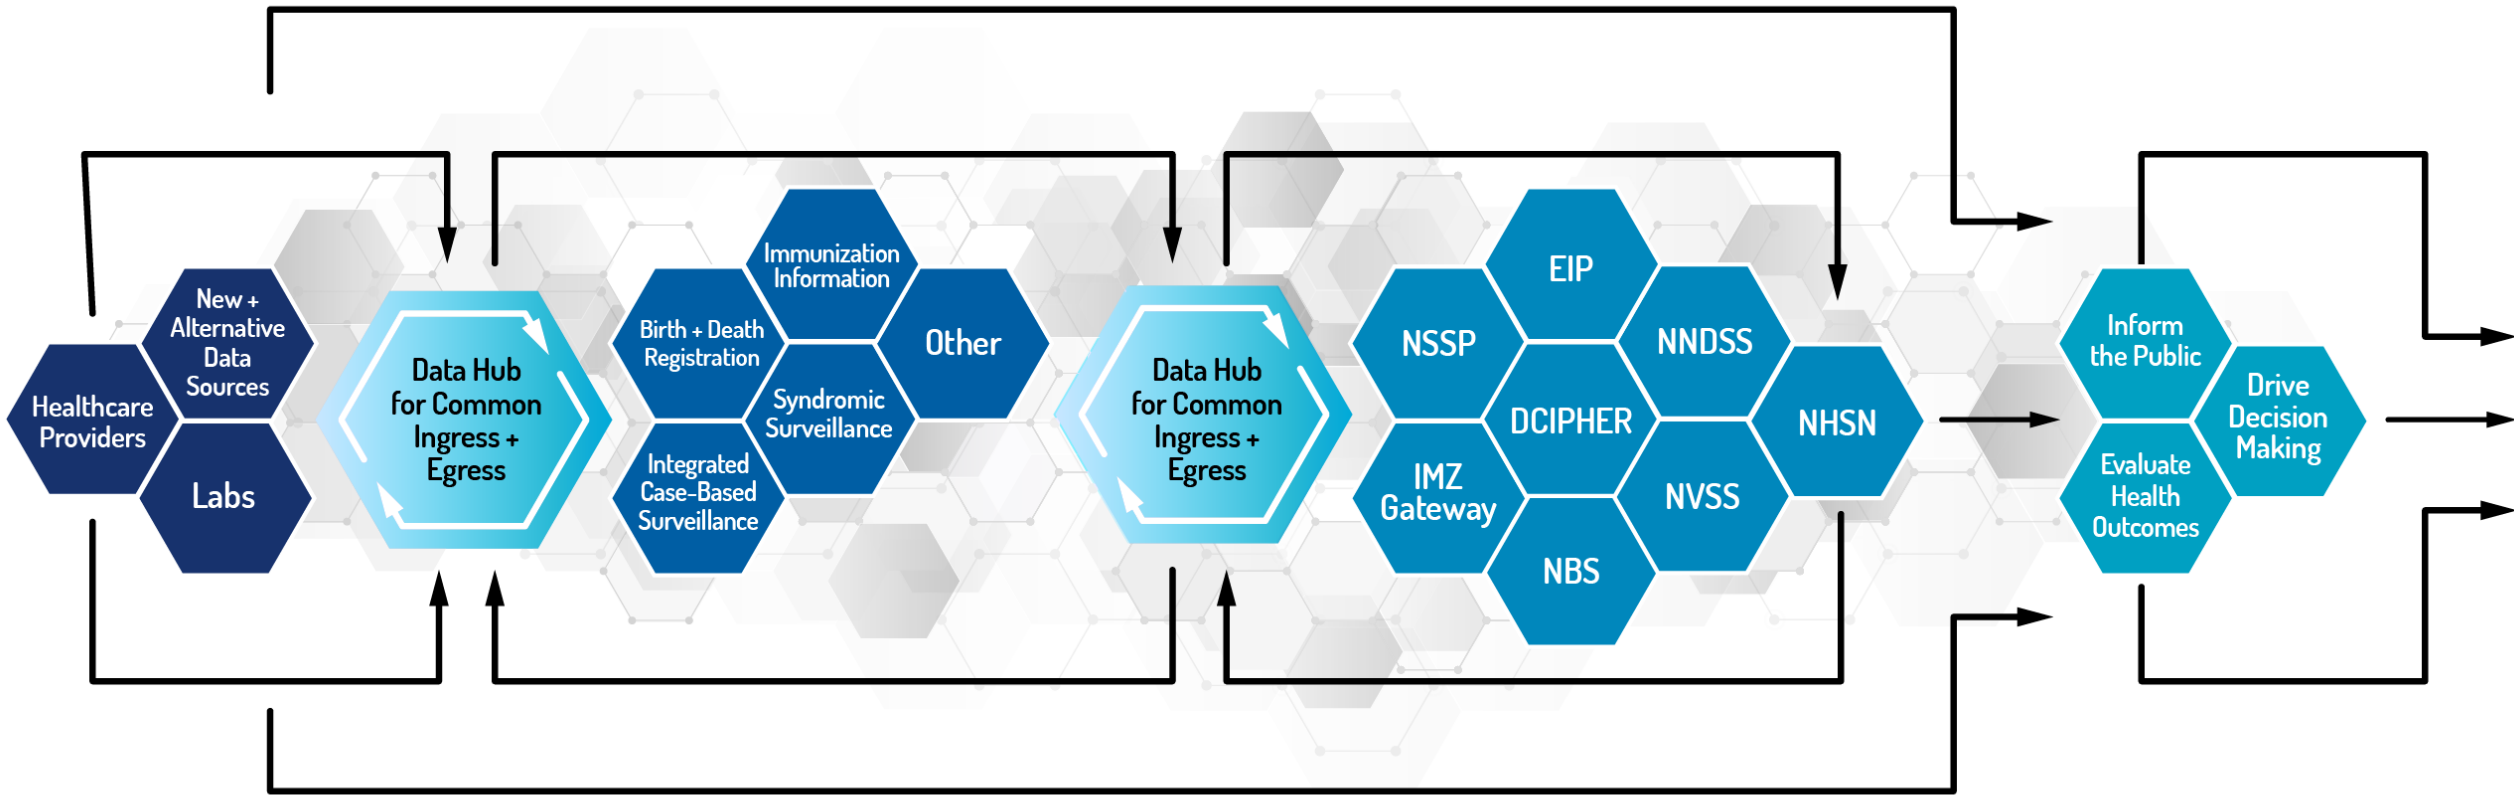 Healthcare
Providers
New +
Alternative
Data
Sources
Labs
Data Hub
for Common
Ingress +
Egress
Birth + Death
Registration
Immunization
Information
Other
Syndromic
Surveillance
Integrated
Case-Based
Surveillance
Data Hub
for Common
Ingress +
Egress
NSSP
EIP
NNDSS
DCIPHER
NHSN
IMZ
Gateway
NVSS
NBS
Inform
the Public
Drive
Decision
Making
Evaluate
Health
Outcomes